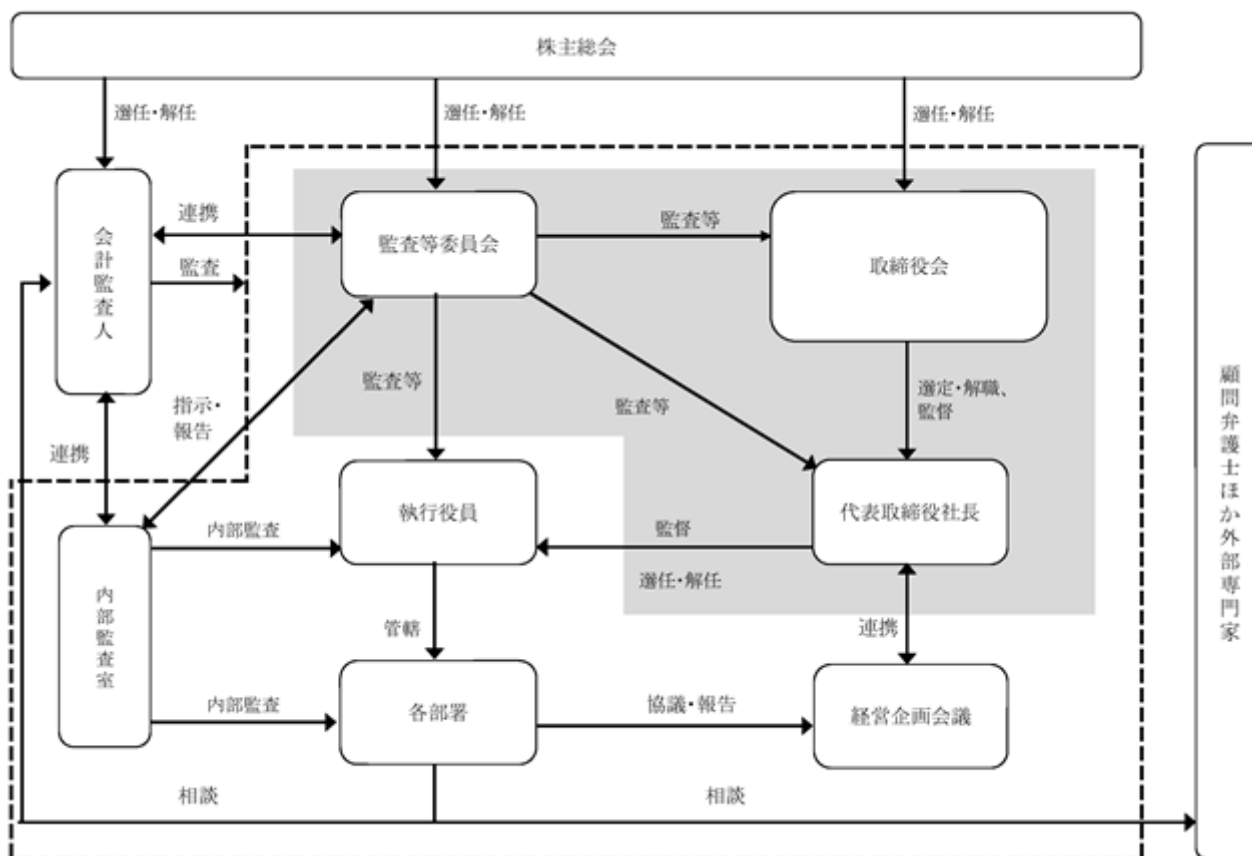 株主総会
選任・解任
選任・解任
選任・解任
会計監査人
連携
監査等委員会
監査等
取締役会
監査
顧問弁護士ほか外部専門家
監査等
監査等
選定・解職、
監督
指示・
報告
連携
内部監査室
内部監査
執行役員
監督
選任・解任
代表取締役社長
管轄
連携
内部監査
各部署
協議・報告
経営企画会議
相談
相談